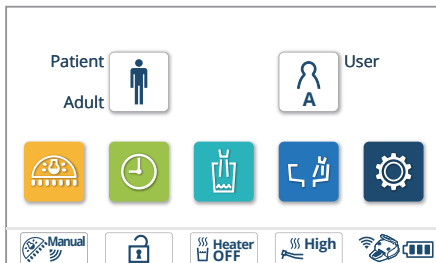 Patient
User
Adult
A
Manual
Heater
OFF
High